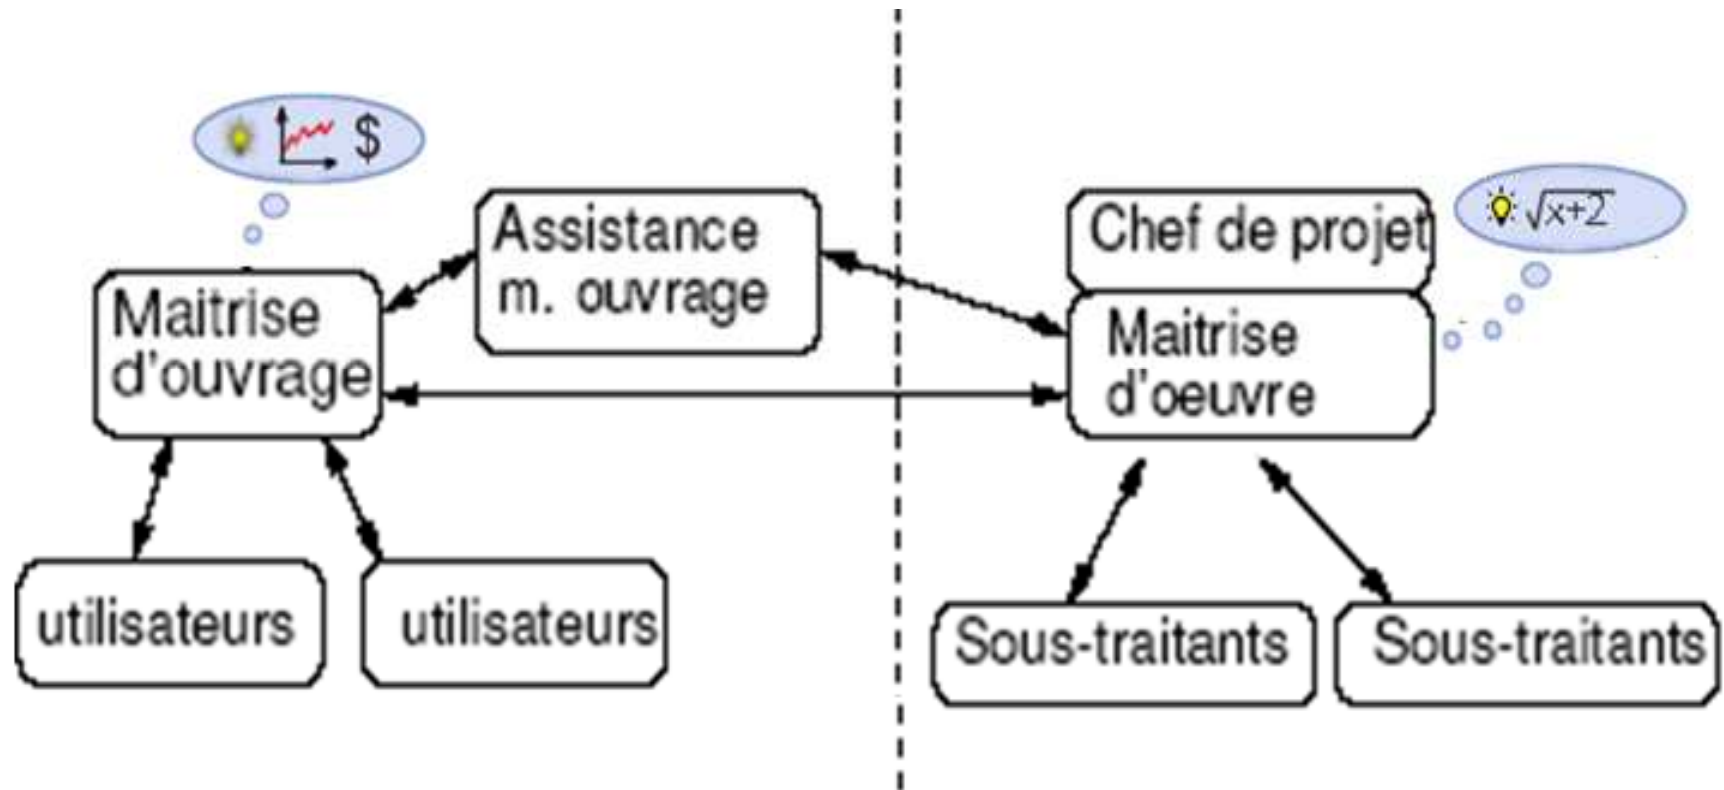 $
Assistance
m. ouvrage
Maitrise
d'ouvrage
utilisateurs
utilisateurs
Chef de projet
√x+2
Maitrise
d'oeuvre
Sous-traitants
Sous-traitants